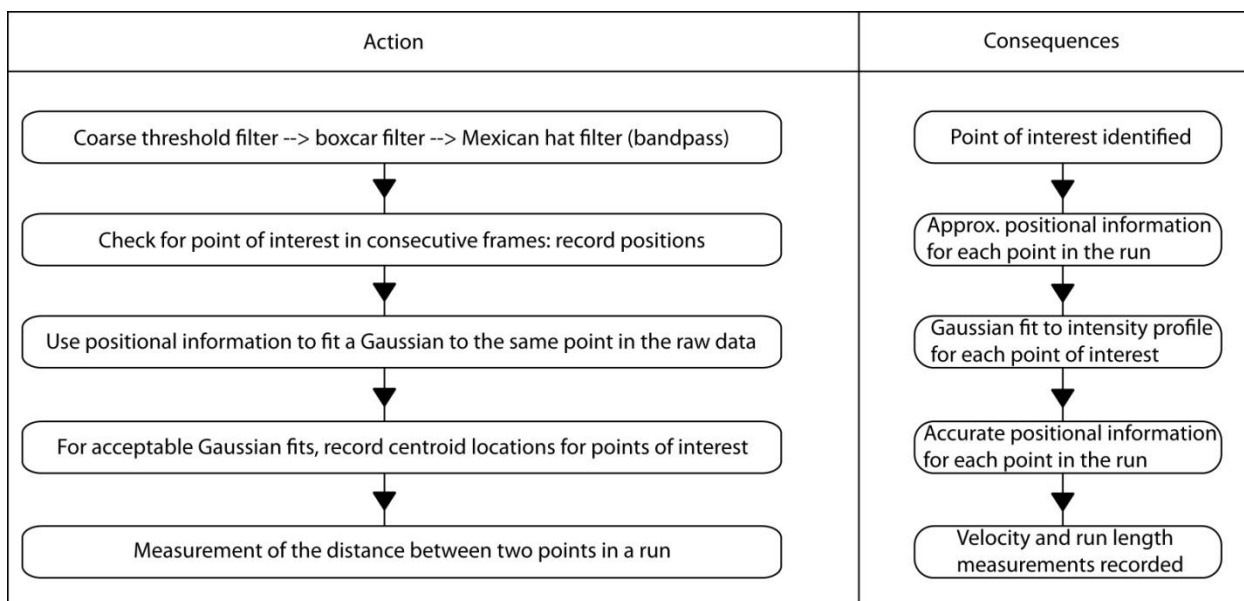 Action
Consequences
Coarse threshold filter --> boxcar filter --> Mexican hat filter (bandpass)
Point of interest identified
Check for point of interest in consecutive frames: record positions
Approx. positional information
for each point in the run
Use positional information to fit a Gaussian to the same point in the raw data
Gaussian fit to intensity profile
for each point of interest
For acceptable Gaussian fits, record centroid locations for points of interest
Accurate positional information
for each point in the run
Measurement of the distance between two points in a run
Velocity and run length
measurements recorded